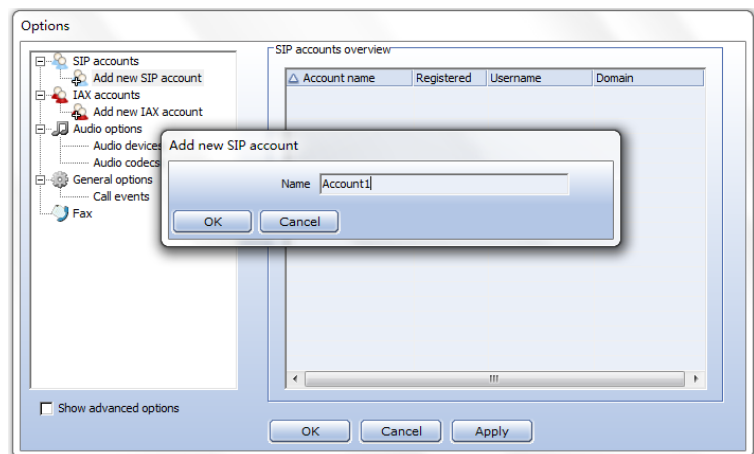 Options
SIP accounts
Add new SIP account
IAX accounts
Add new IAX account
Audio options
Audio devices
Audio codecs
General options
Call events
Fax
Show advanced options
SIP accounts overview
Account name Registered Username Domain
Add new SIP account
Name Account1
OK Cancel
OK Cancel Apply